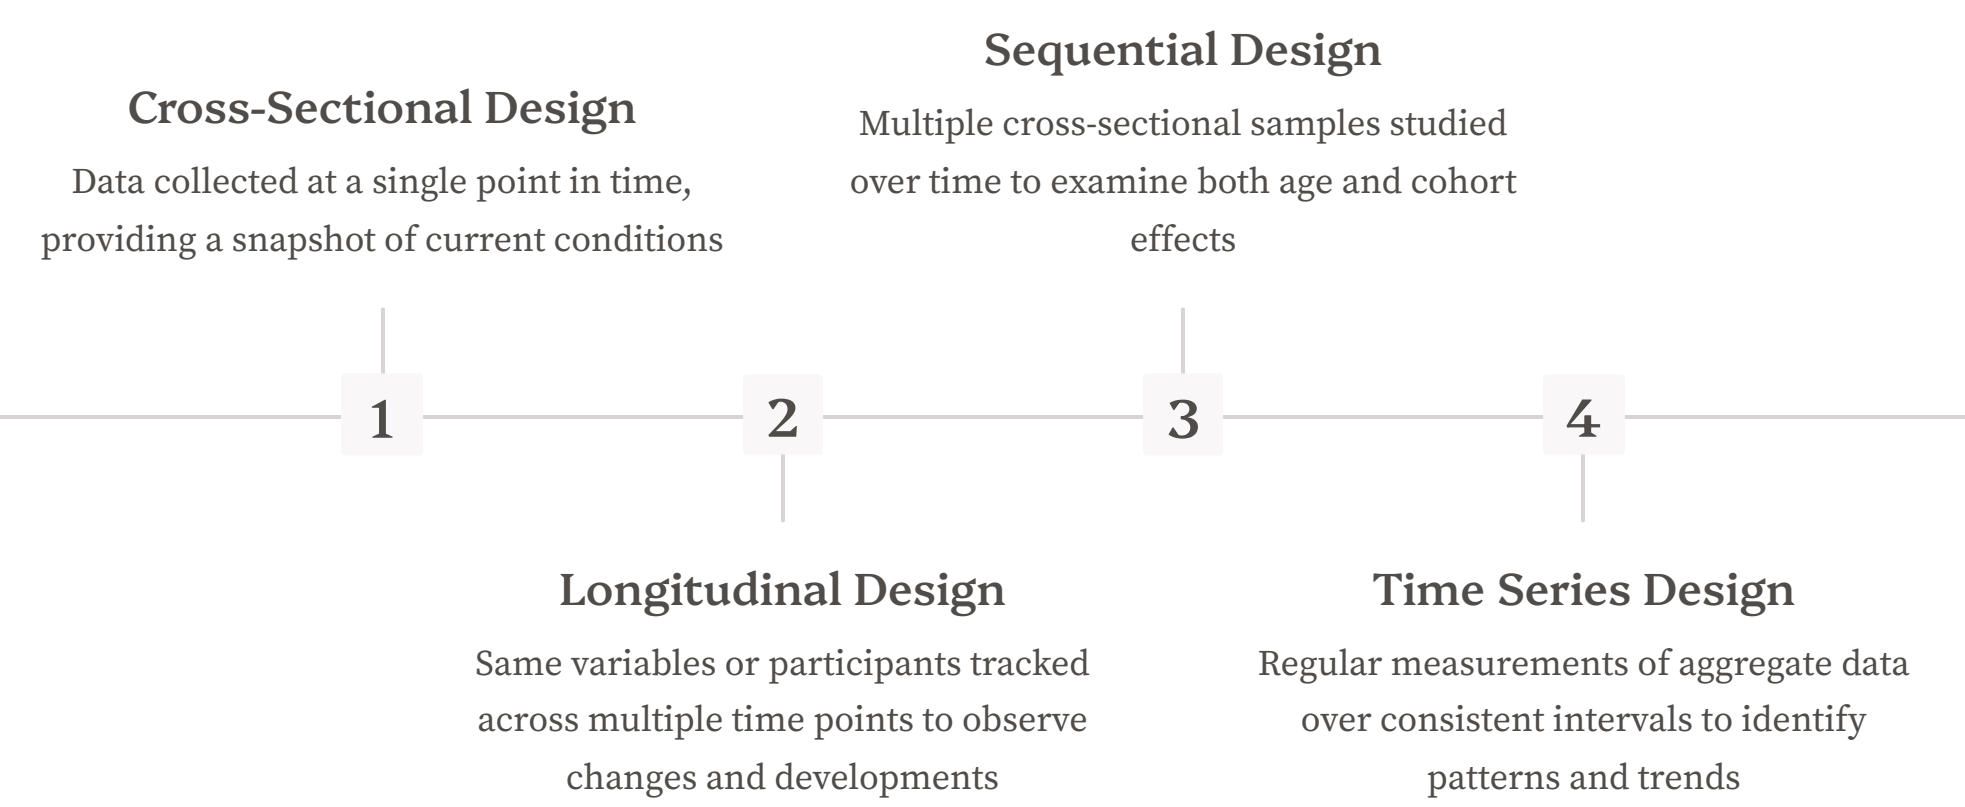 Cross-Sectional Design
Data collected at a single point in time,
providing a snapshot of current conditions
1
2
Longitudinal Design
Same variables or participants tracked
across multiple time points to observe
changes and developments
Sequential Design
Multiple cross-sectional samples studied
over time to examine both age and cohort
effects
3
4
Time Series Design
Regular measurements of aggregate data
over consistent intervals to identify
patterns and trends